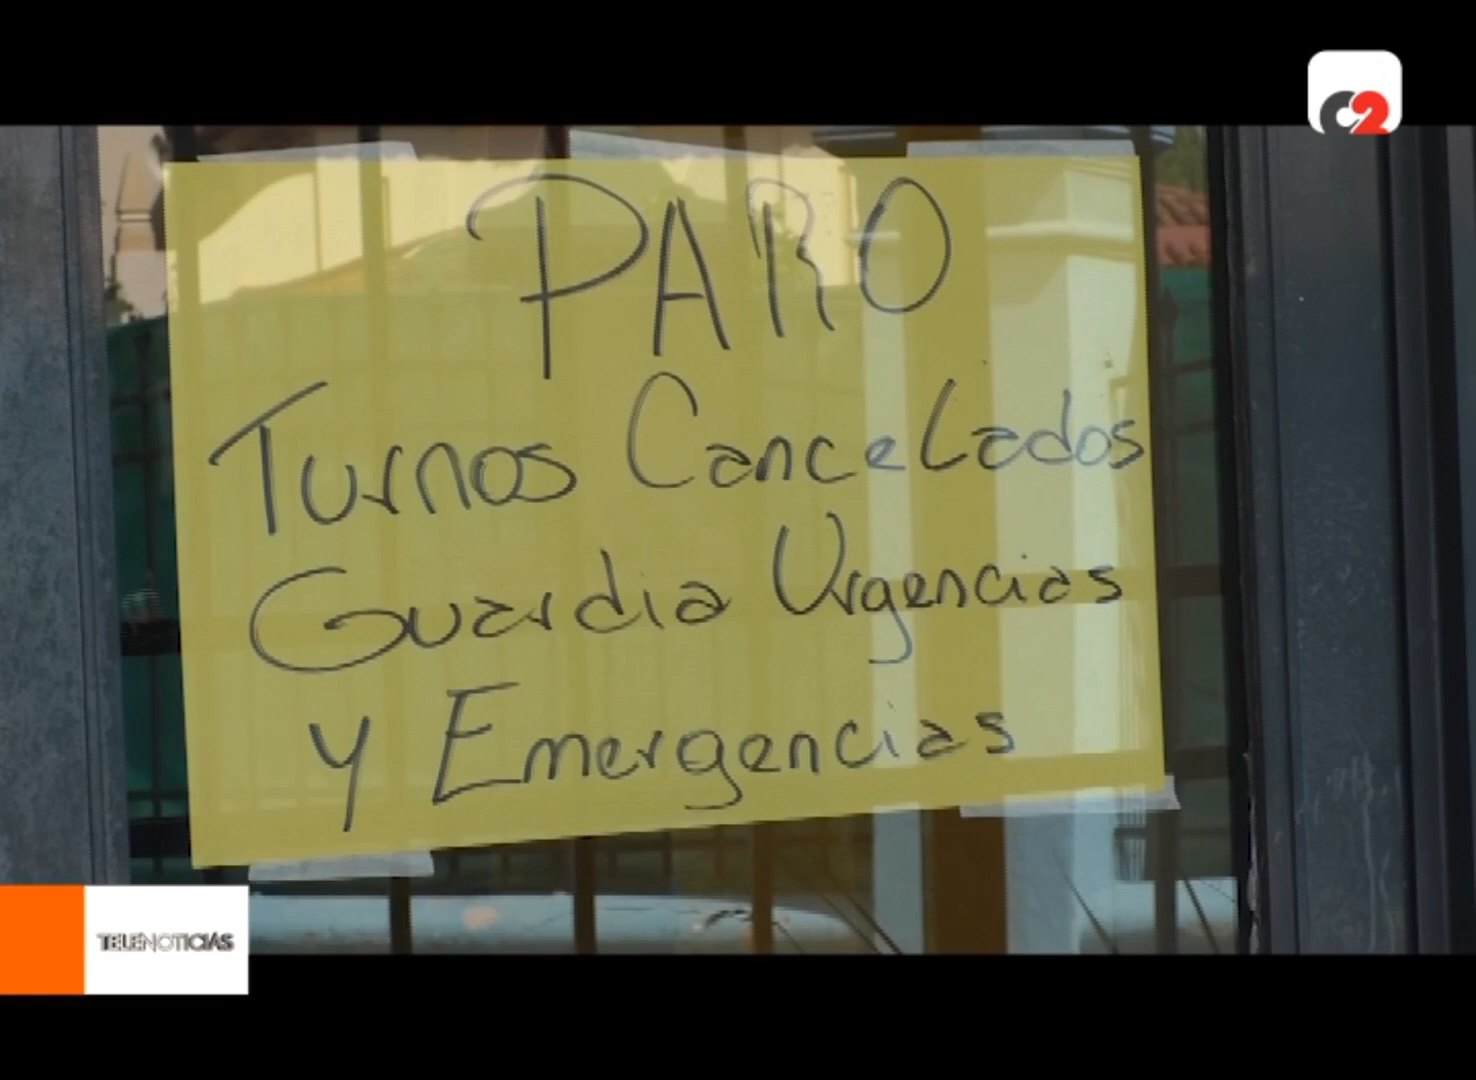 C2
PARO
Turnos Cancelados
Guardia Urgencias
y Emergencias
TELENOTICIAS